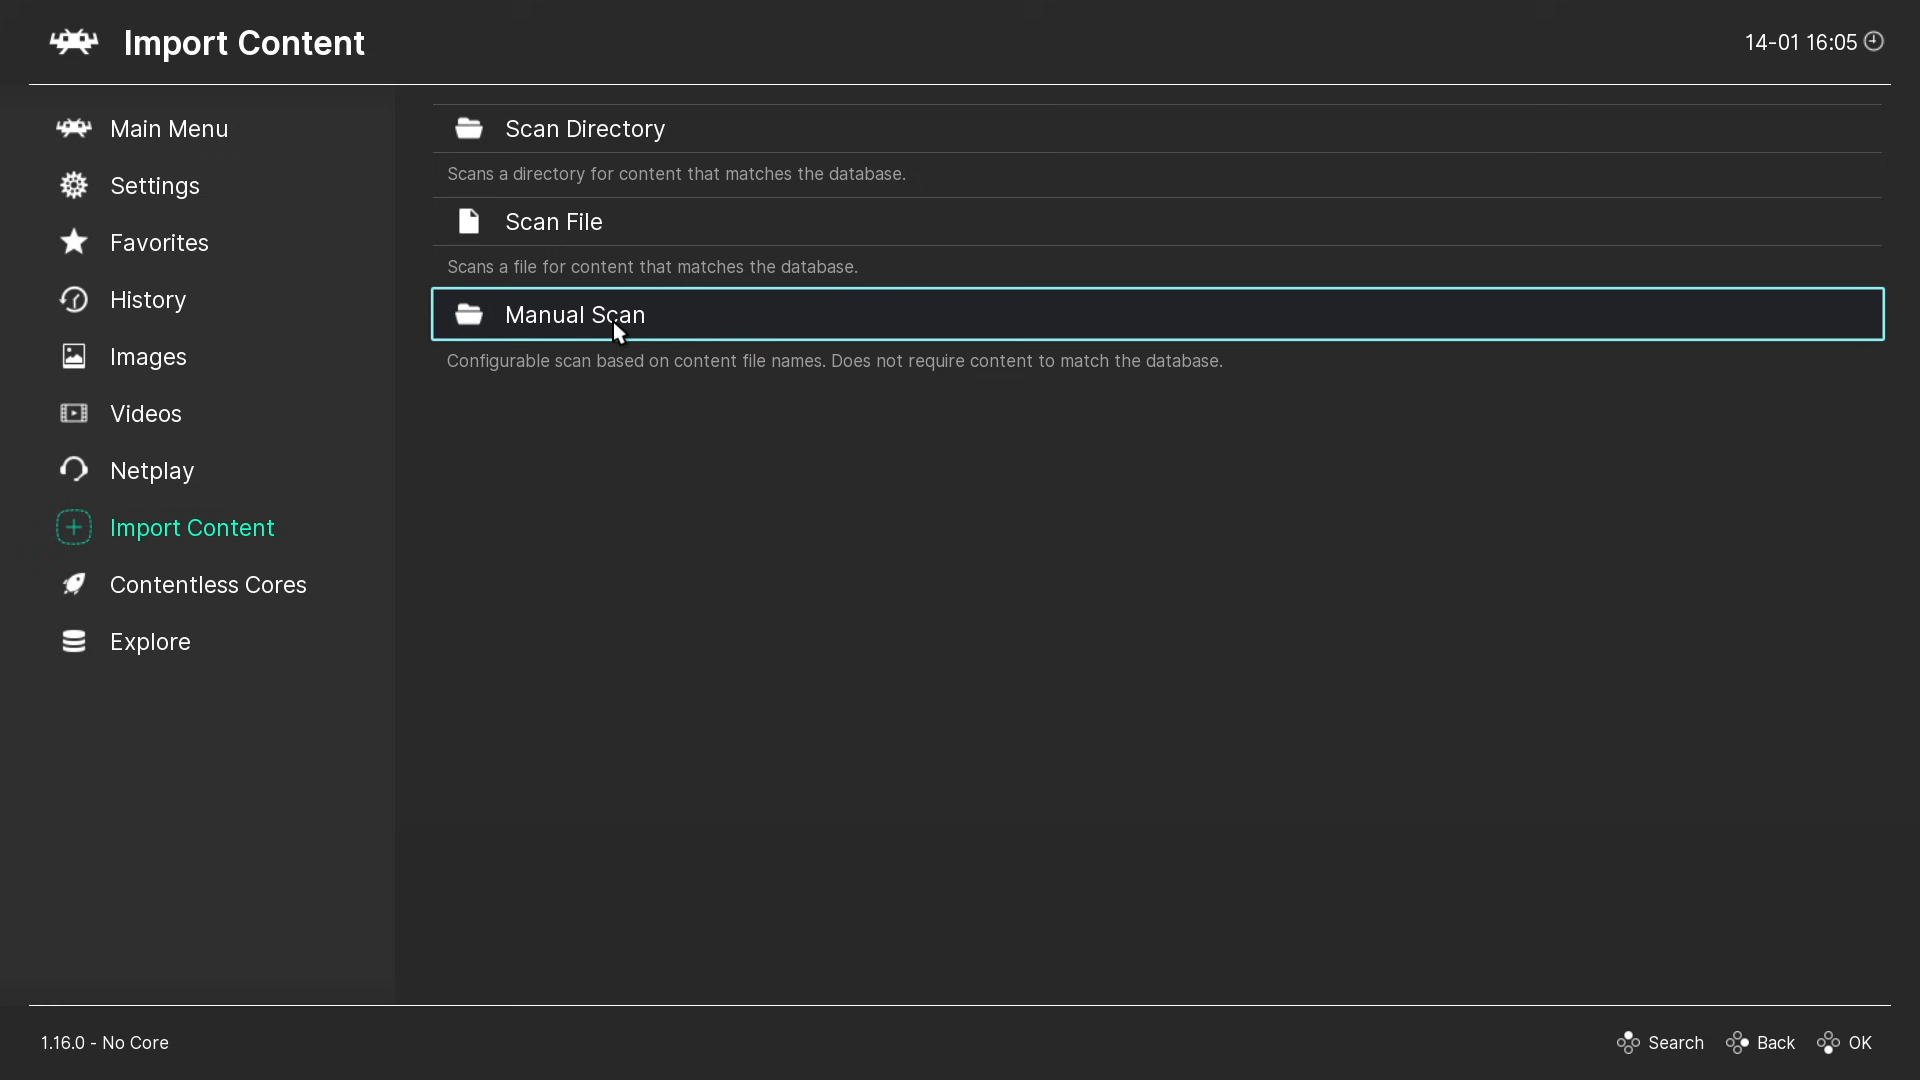 Import Content
14-01 16:05
Main Menu
Settings
Favorites
History
Images
Videos
Netplay
Import Content
Contentless Cores
Explore
Scan Directory
Scans a directory for content that matches the database.
Scan File
Scans a file for content that matches the database.
Manual Scan
Configurable scan based on content file names. Does not require content to match the database.
1.16.0 - No Core
Search
Back
OK